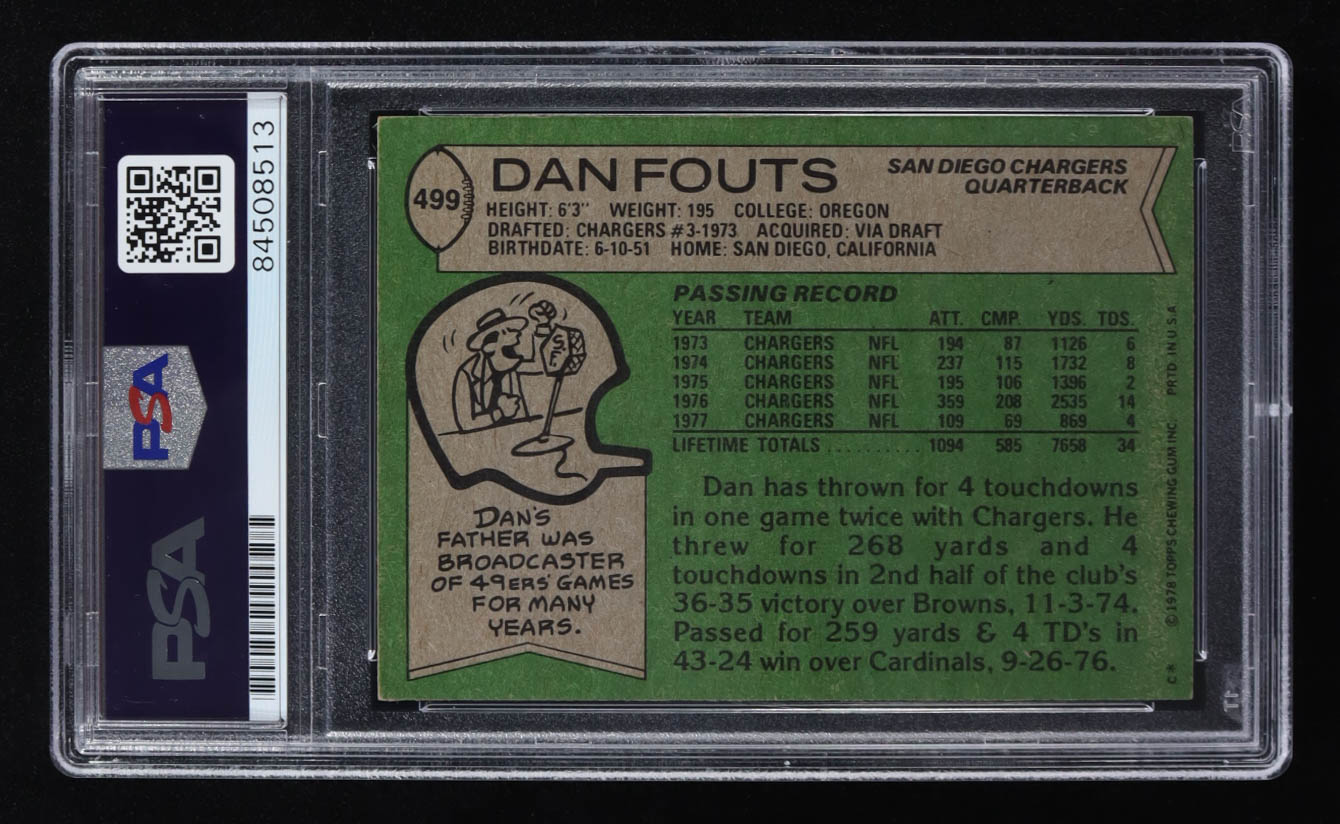 84508513
PSA
PSA
499
DAN FOUTS
SAN DIEGO CHARGERS
QUARTERBACK
HEIGHT: 6'3" WEIGHT: 195 COLLEGE: OREGON
DRAFTED: CHARGERS #3-1973 ACQUIRED: VIA DRAFT
BIRTHDATE: 6-10-51 HOME: SAN DIEGO, CALIFORNIA
S.F.
DAN'S
FATHER WAS
BROADCASTER
OF 49ERS' GAMES
FOR MANY
YEARS.
PASSING RECORD
YEAR TEAM ATT. CMP. YDS. TDS.
1973 CHARGERS NFL 194 87 1126 6
1974 CHARGERS NFL 237 115 1732 8
1975 CHARGERS NFL 195 106 1396 2
1976 CHARGERS NFL 359 208 2535 14
1977 CHARGERS NFL 109 69 869 4
LIFETIME TOTALS .......... 1094 585 7658 34
Dan has thrown for 4 touchdowns
in one game twice with Chargers. He
threw for 268 yards and 4
touchdowns in 2nd half of the club's
36-35 victory over Browns, 11-3-74.
Passed for 259 yards & 4 TD's in
43-24 win over Cardinals, 9-26-76.
C* © 1978 TOPPS CHEWING GUM INC. PRTD. IN U.S.A.
PSA